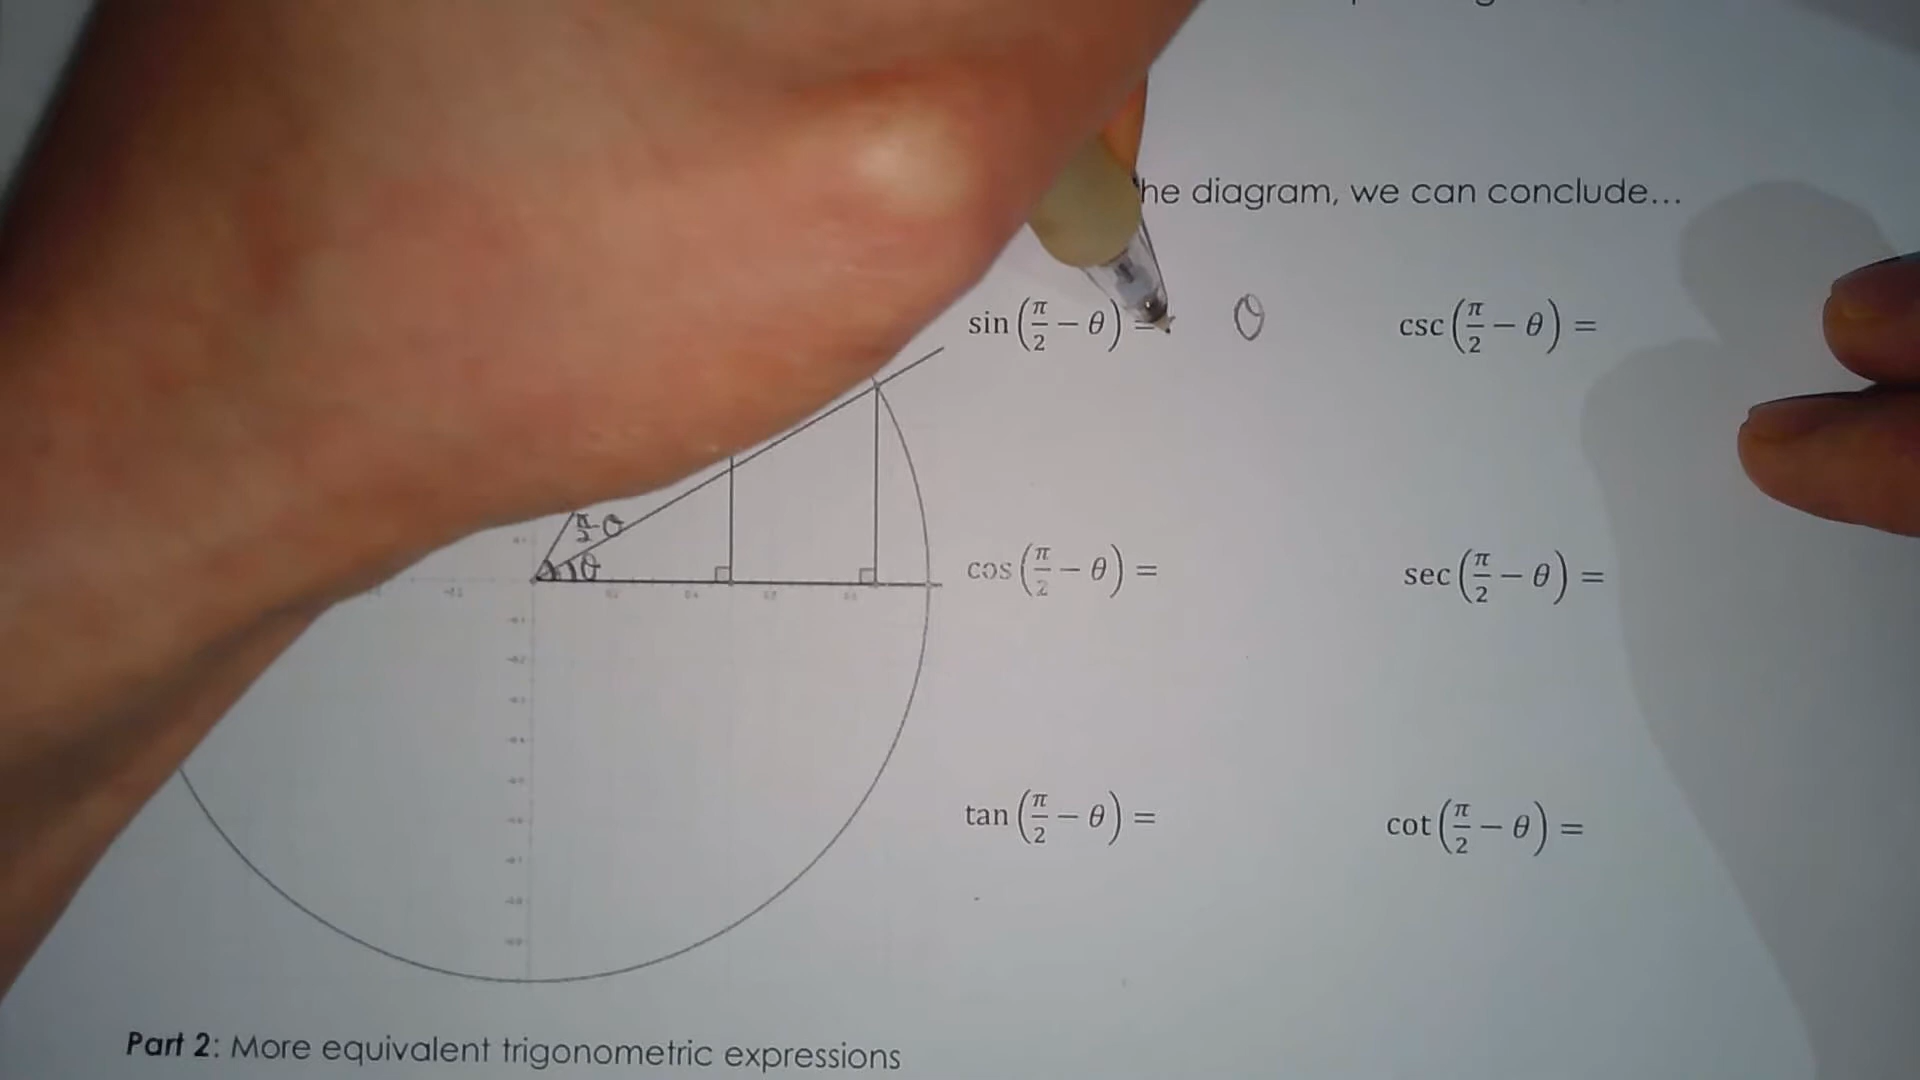 he diagram, we can conclude...
sin(π/2 − θ) = θ
csc(π/2 − θ) =
π/2-θ
θ
cos(π/2 − θ) =
sec(π/2 − θ) =
tan(π/2 − θ) =
cot(π/2 − θ) =
Part 2: More equivalent trigonometric expressions